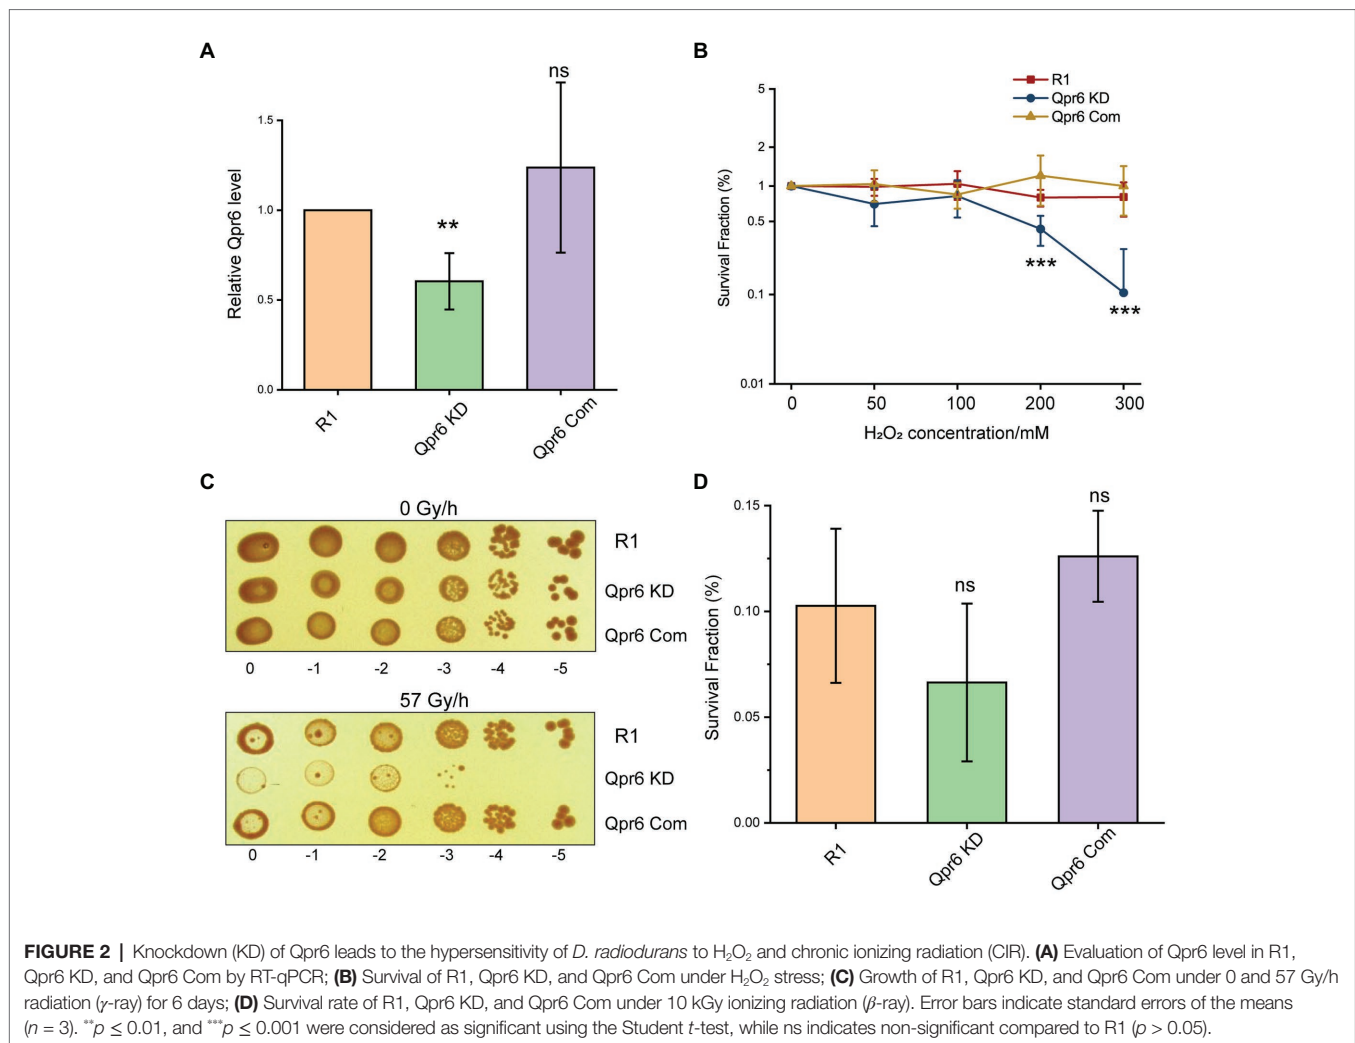 A
ns
1.5
1.0
0.5
0.0
Relative Qpr6 level
**
R1
Qpr6 KD
Qpr6 Com
B
R1
Qpr6 KD
Qpr6 Com
5
2
1
0.5
0.1
0.01
Survival Fraction (%)
***
***
0 50 100 200 300
H₂O₂ concentration/mM
C
0 Gy/h
R1
Qpr6 KD
Qpr6 Com
0 -1 -2 -3 -4 -5
57 Gy/h
R1
Qpr6 KD
Qpr6 Com
0 -1 -2 -3 -4 -5
D
0.15
0.10
0.05
0.00
Survival Fraction (%)
ns
ns
R1
Qpr6 KD
Qpr6 Com
FIGURE 2 | Knockdown (KD) of Qpr6 leads to the hypersensitivity of D. radiodurans to H₂O₂ and chronic ionizing radiation (CIR). (A) Evaluation of Qpr6 level in R1,
Qpr6 KD, and Qpr6 Com by RT-qPCR; (B) Survival of R1, Qpr6 KD, and Qpr6 Com under H₂O₂ stress; (C) Growth of R1, Qpr6 KD, and Qpr6 Com under 0 and 57 Gy/h
radiation (γ-ray) for 6 days; (D) Survival rate of R1, Qpr6 KD, and Qpr6 Com under 10 kGy ionizing radiation (β-ray). Error bars indicate standard errors of the means
(n = 3). **p ≤ 0.01, and ***p ≤ 0.001 were considered as significant using the Student t-test, while ns indicates non-significant compared to R1 (p > 0.05).